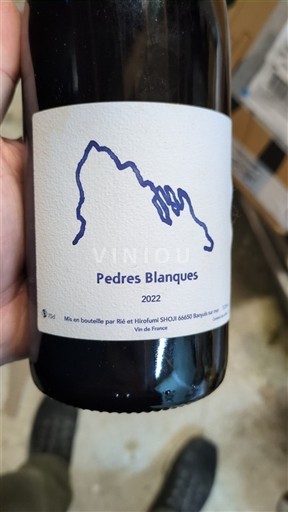 VINIOU
Pedres Blanques
2022
75cl
Mis en bouteille par Rié et Hirofumi SHOJI 66650 Banyuls sur mer
Vin de France